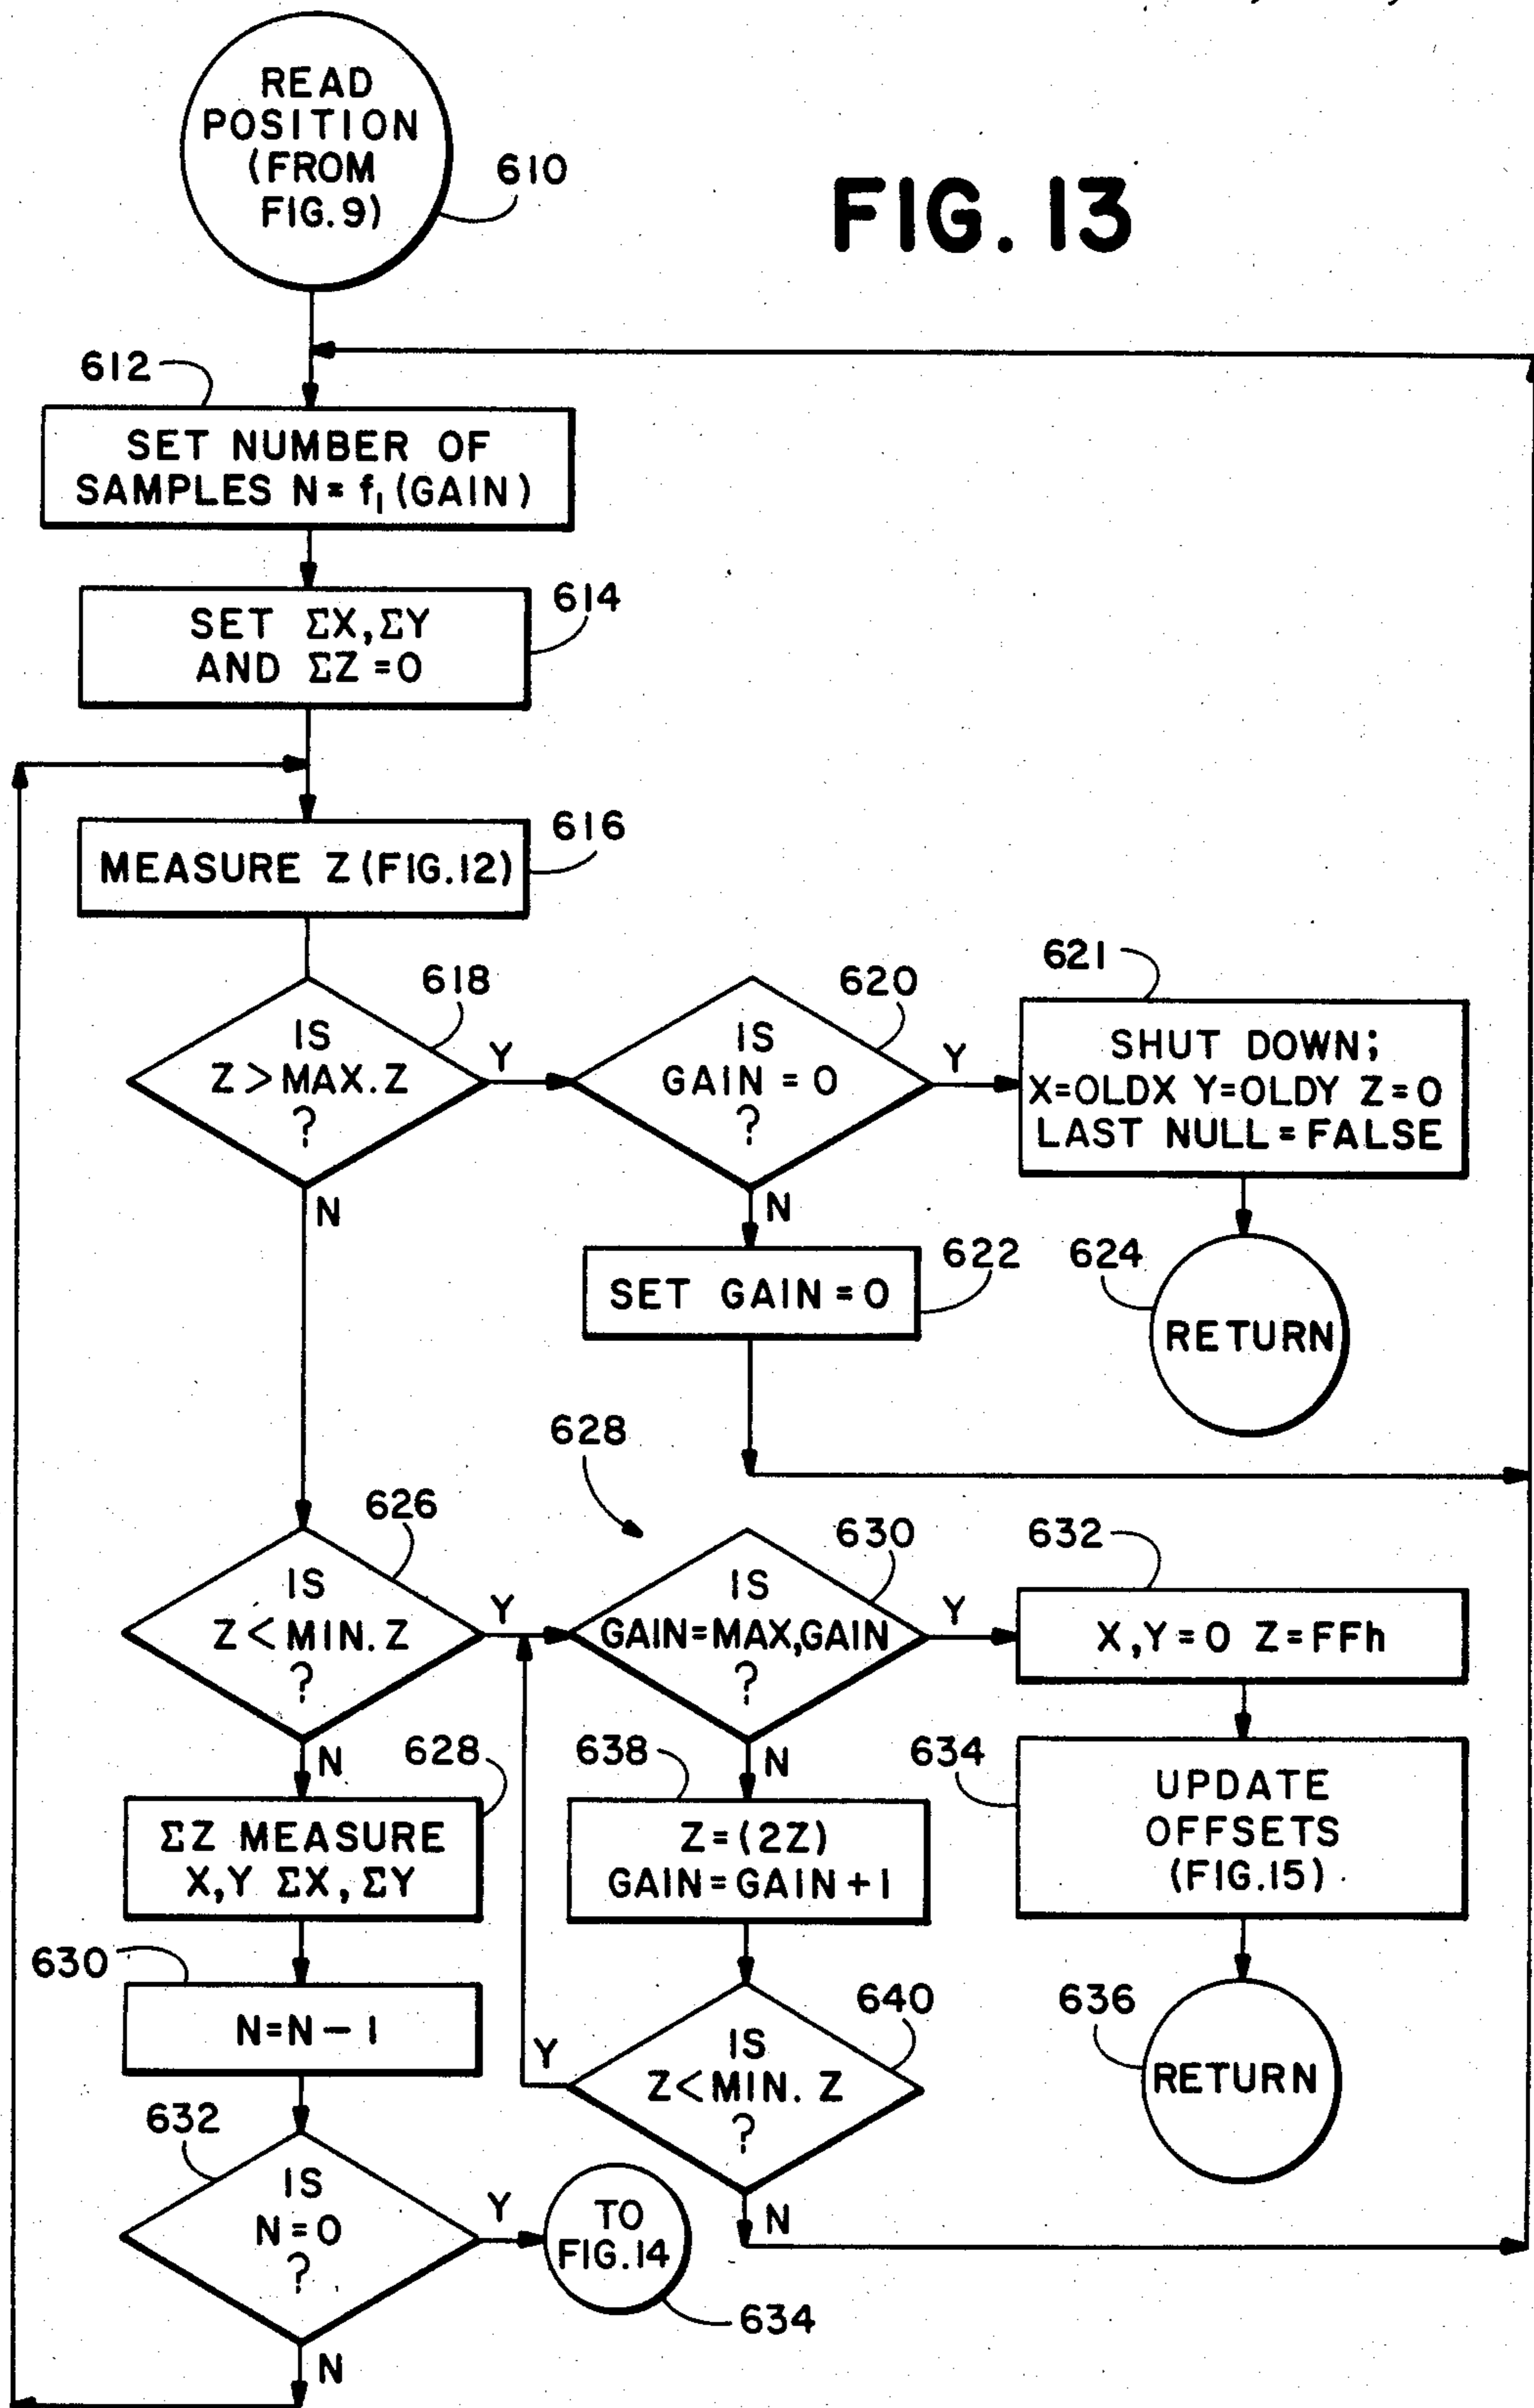 READ
POSITION
(FROM
FIG. 9)
610
FIG. 13
612
SET NUMBER OF
SAMPLES N = f₁ (GAIN)
614
SET ΣX, ΣY
AND ΣZ = 0
616
MEASURE Z (FIG. 12)
618
IS
Z > MAX. Z
?
Y
N
620
IS
GAIN = 0
?
Y
N
621
SHUT DOWN;
X=OLDX Y=OLDY Z=0
LAST NULL = FALSE
622
SET GAIN = 0
624
RETURN
628
626
IS
Z < MIN. Z
?
Y
N
630
IS
GAIN=MAX,GAIN
?
Y
N
632
X,Y=0 Z=FFh
628
ΣZ MEASURE
X,Y ΣX, ΣY
638
Z=(2Z)
GAIN=GAIN+1
634
UPDATE
OFFSETS
(FIG.15)
630
N=N-1
640
IS
Z<MIN. Z
?
Y
N
636
RETURN
632
IS
N=0
?
Y
N
TO
FIG.14
634